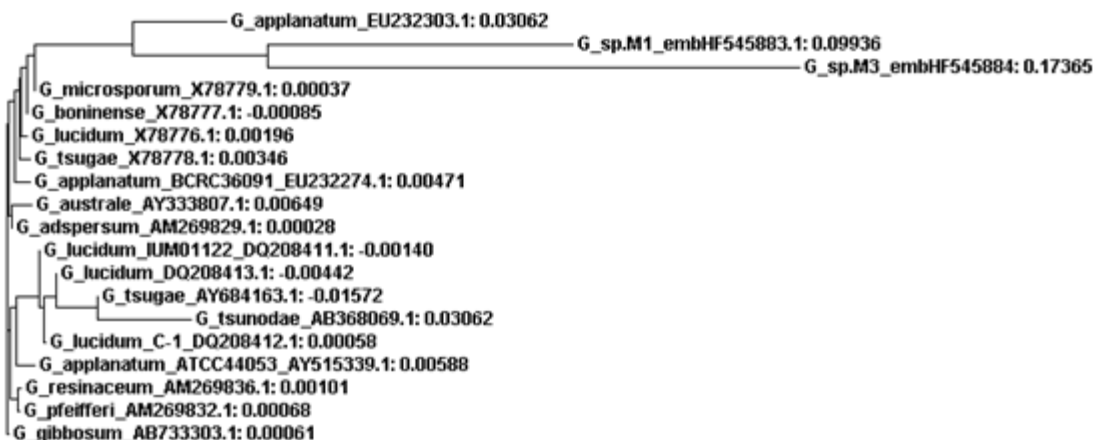 G_applanatum_EU232303.1: 0.03062
G_sp.M1_embHF545883.1: 0.09936
G_sp.M3_embHF545884: 0.17365
G_microsporum_X78779.1: 0.00037
G_boninense_X78777.1: -0.00085
G_lucidum_X78776.1: 0.00196
G_tsugae_X78778.1: 0.00346
G_applanatum_BCRC36091_EU232274.1: 0.00471
G_australe_AY333807.1: 0.00649
G_adspersum_AM269829.1: 0.00028
G_lucidum_IUM01122_DQ208411.1: -0.00140
G_lucidum_DQ208413.1: -0.00442
G_tsugae_AY684163.1: -0.01572
G_tsunodae_AB368069.1: 0.03062
G_lucidum_C-1_DQ208412.1: 0.00058
G_applanatum_ATCC44053_AY515339.1: 0.00588
G_resinaceum_AM269836.1: 0.00101
G_pfeifferi_AM269832.1: 0.00068
G_gibbosum_AB733303.1: 0.00061